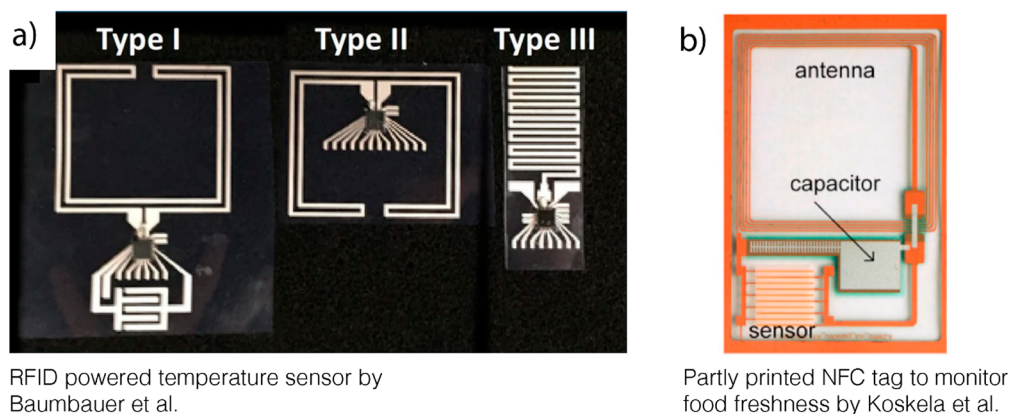 a)
Type I
Type II
Type III
RFID powered temperature sensor by
Baumbauer et al.
b)
antenna
capacitor
sensor
Partly printed NFC tag to monitor
food freshness by Koskela et al.